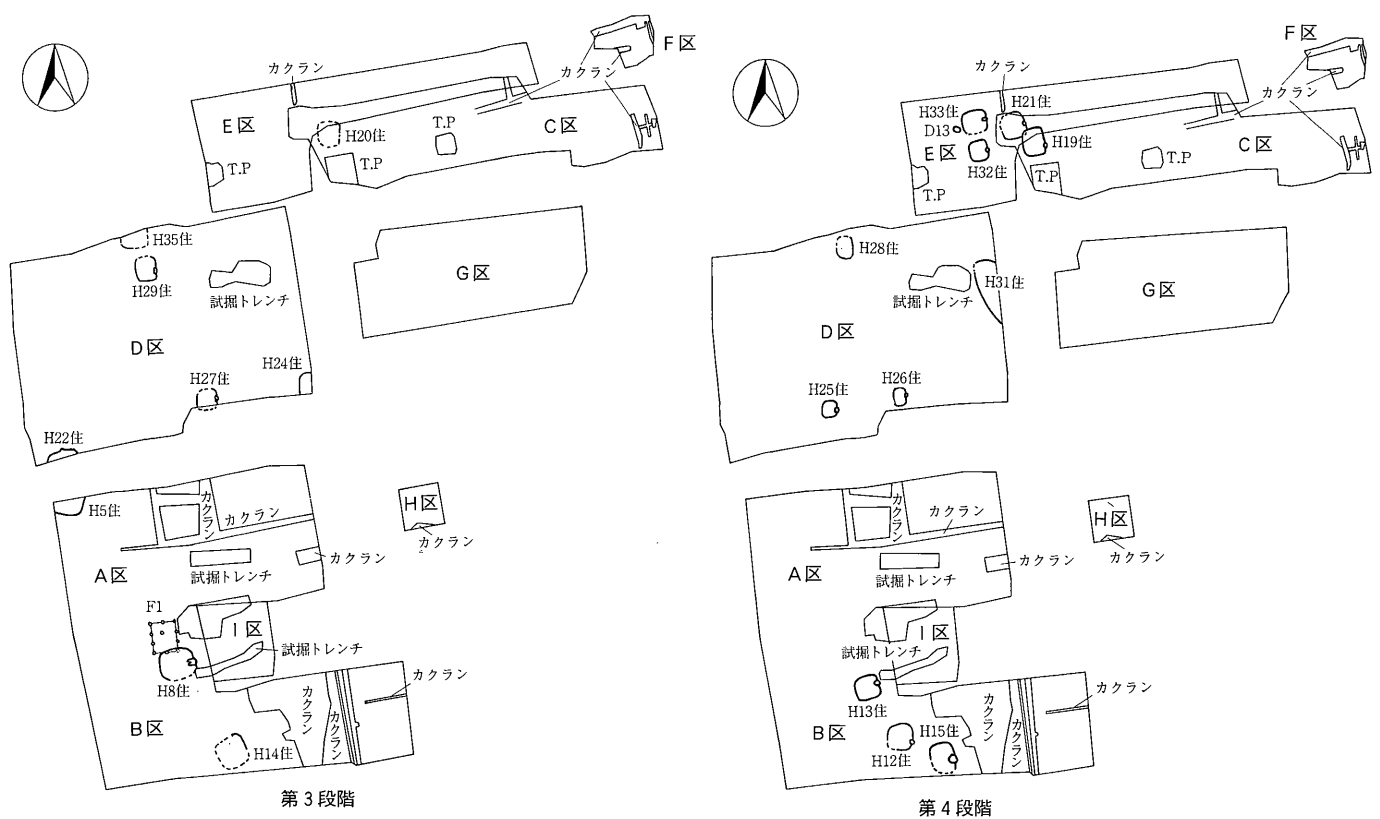 F区
カクラン
カクラン
E区
H20住
T.P
C区
T.P
T.P
H35住
H29住
試掘トレンチ
G区
D区
H24住
H27住
H22住
H5住
カクラン
カクラン
H区
カクラン
カクラン
A区
試掘トレンチ
F1
I区
試掘トレンチ
H8住
カクラン
カクラン
カクラン
B区
H14住
第3段階
F区
カクラン
カクラン
H33住
H21住
D13
E区
H19住
C区
H32住
T.P
T.P
T.P
H28住
試掘トレンチ
H31住
G区
D区
H25住
H26住
カクラン
カクラン
H区
カクラン
カクラン
A区
試掘トレンチ
I区
試掘トレンチ
H13住
カクラン
カクラン
カクラン
B区
H15住
H12住
第4段階